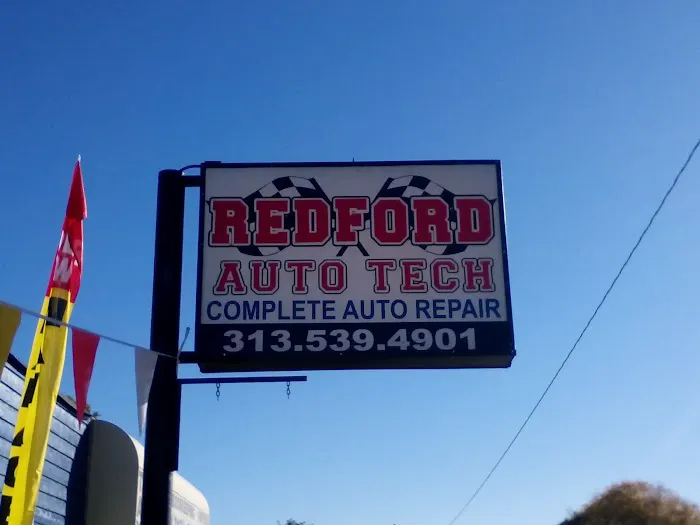 REDFORD
AUTO TECH
COMPLETE AUTO REPAIR
313.539.4901